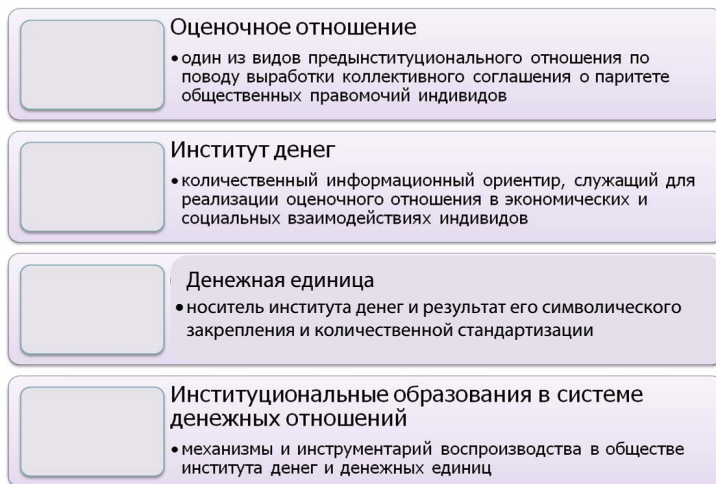 Оценочное отношение
•один из видов предынституционального отношения по
поводу выработки коллективного соглашения о паритете
общественных правомочий индивидов
Институт денег
•количественный информационный ориентир, служащий для
реализации оценочного отношения в экономических и
социальных взаимодействиях индивидов
Денежная единица
•носитель института денег и результат его символического
закрепления и количественной стандартизации
Институциональные образования в системе
денежных отношений
•механизмы и инструментарий воспроизводства в обществе
института денег и денежных единиц